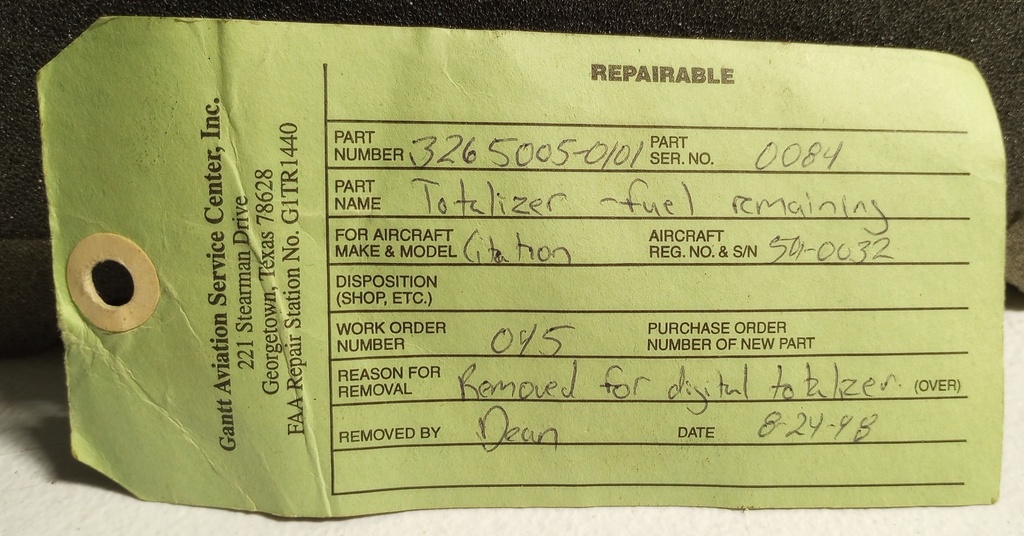 Gantt Aviation Service Center, Inc.
221 Stearman Drive
Georgetown, Texas 78628
FAA Repair Station No. G1TR1440
REPAIRABLE
PART NUMBER 3265005-0101 PART SER. NO. 0084
PART NAME Totalizer - fuel remaining
FOR AIRCRAFT MAKE & MODEL Citation AIRCRAFT REG. NO. & S/N
DISPOSITION (SHOP, ETC.)
WORK ORDER NUMBER 045 PURCHASE ORDER NUMBER OF NEW PART
REASON FOR REMOVAL Removed for digital totalizer. (OVER)
REMOVED BY Dean DATE 8-24-98